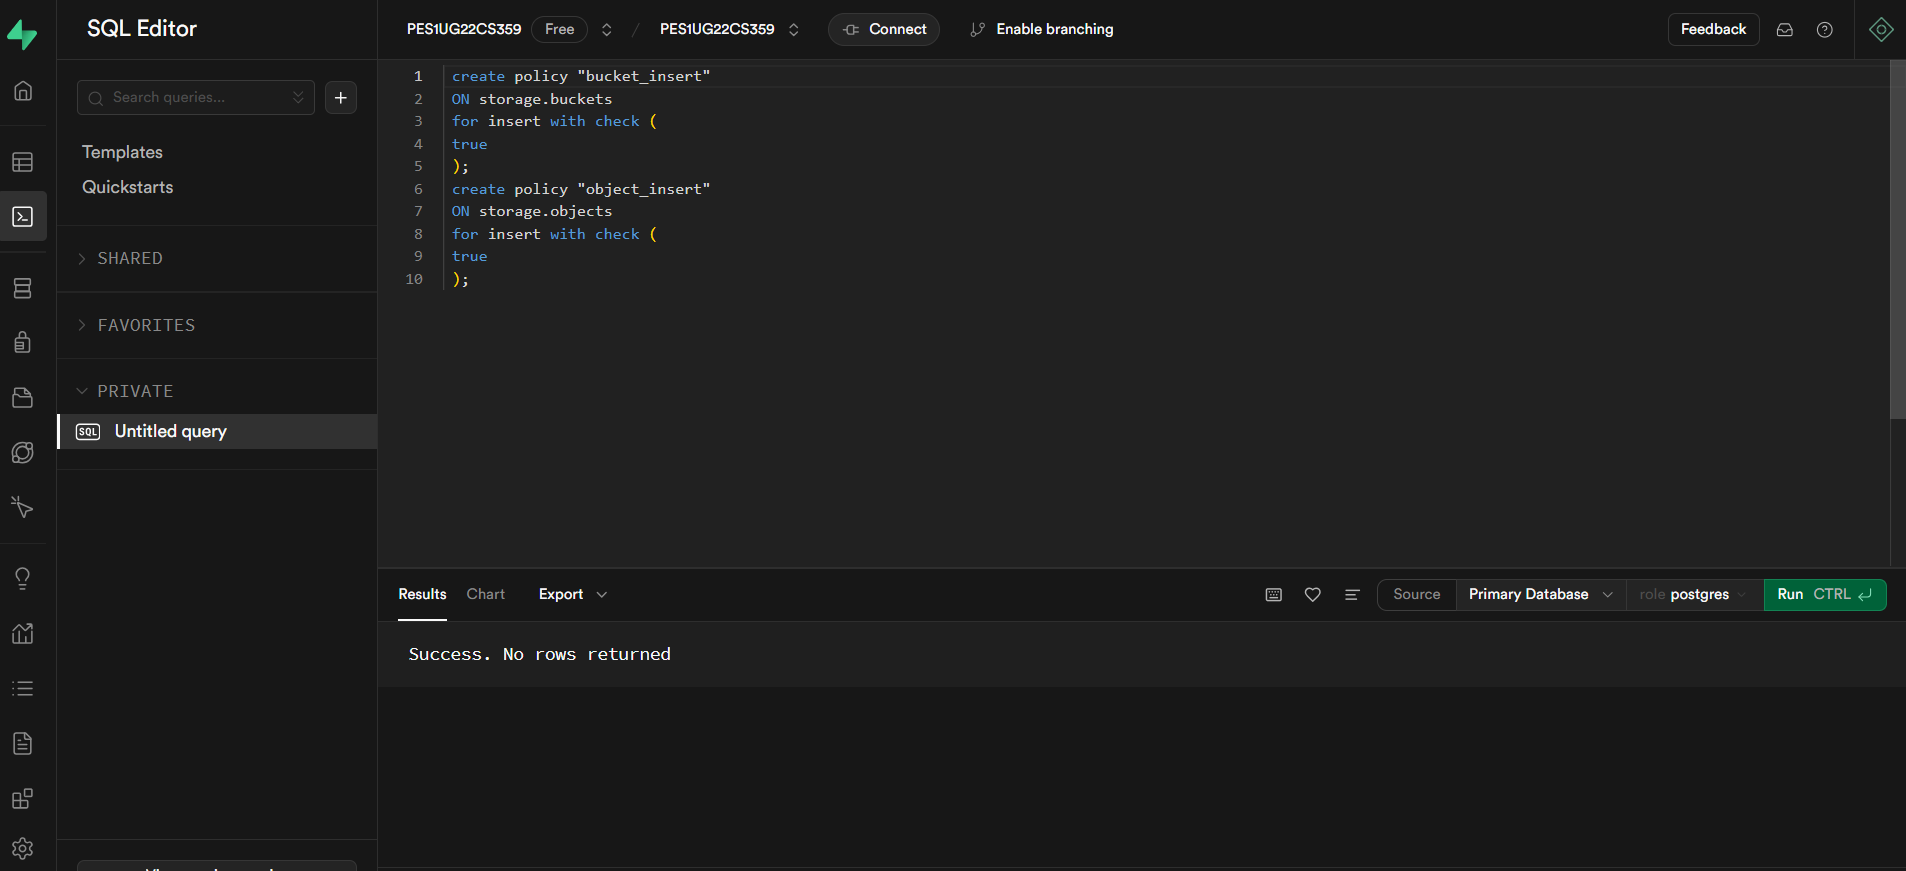 SQL Editor
PES1UG22CS359 Free / PES1UG22CS359 Connect Enable branching Feedback
Search queries...
Templates
Quickstarts
SHARED
FAVORITES
PRIVATE
SQL Untitled query
1 create policy "bucket_insert"
2 ON storage.buckets
3 for insert with check (
4 true
5 );
6 create policy "object_insert"
7 ON storage.objects
8 for insert with check (
9 true
10 );
Results Chart Export Source Primary Database role postgres Run CTRL
Success. No rows returned